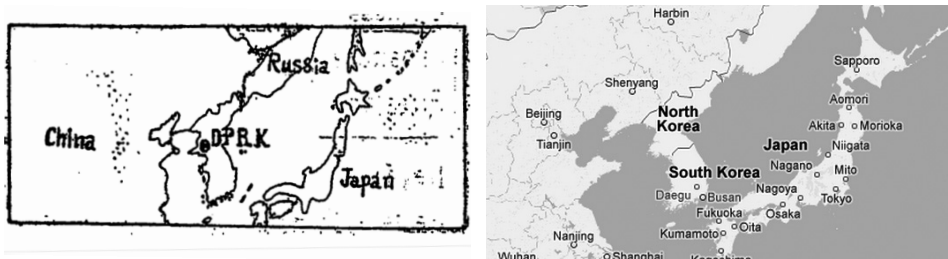 Russia
China
D.P.R.K
Japan
Harbin
Sapporo
Shenyang
Aomori
Beijing
North
Korea
Akita
Morioka
Tianjin
Japan
Niigata
Nagano
Mito
South Korea
Nagoya
Daegu
Busan
Tokyo
Fukuoka
Osaka
Oita
Kumamoto
Nanjing
Wuhan
Shanghai
Kagoshima